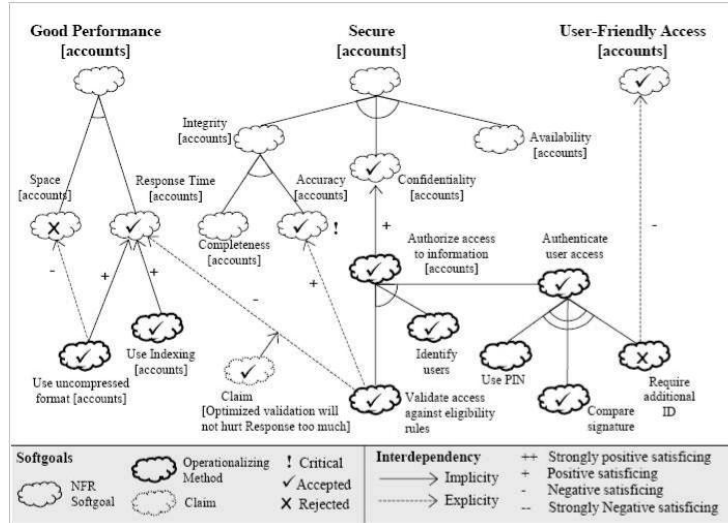 Good Performance
[accounts]
Secure
[accounts]
User-Friendly Access
[accounts]
Integrity
[accounts]
Availability
[accounts]
Space
[accounts]
Response Time
[accounts]
Accuracy
[accounts]
Confidentiality
[accounts]
!
Completeness
[accounts]
+
Authorize access
to information
[accounts]
Authenticate
user access
-
-
+
+
-
+
Use Indexing
[accounts]
Identify
users
Use PIN
Use uncompressed
format [accounts]
Claim
[Optimized validation will
not hurt Response too much]
Validate access
against eligibility
rules
Compare
signature
Require
additional
ID
Softgoals
NFR
Softgoal
Operationalizing
Method
Claim
! Critical
✓ Accepted
X Rejected
Interdependency
Implicity
Explicity
++ Strongly positive satisficing
+ Positive satisficing
- Negative satisficing
-- Strongly Negative satisficing